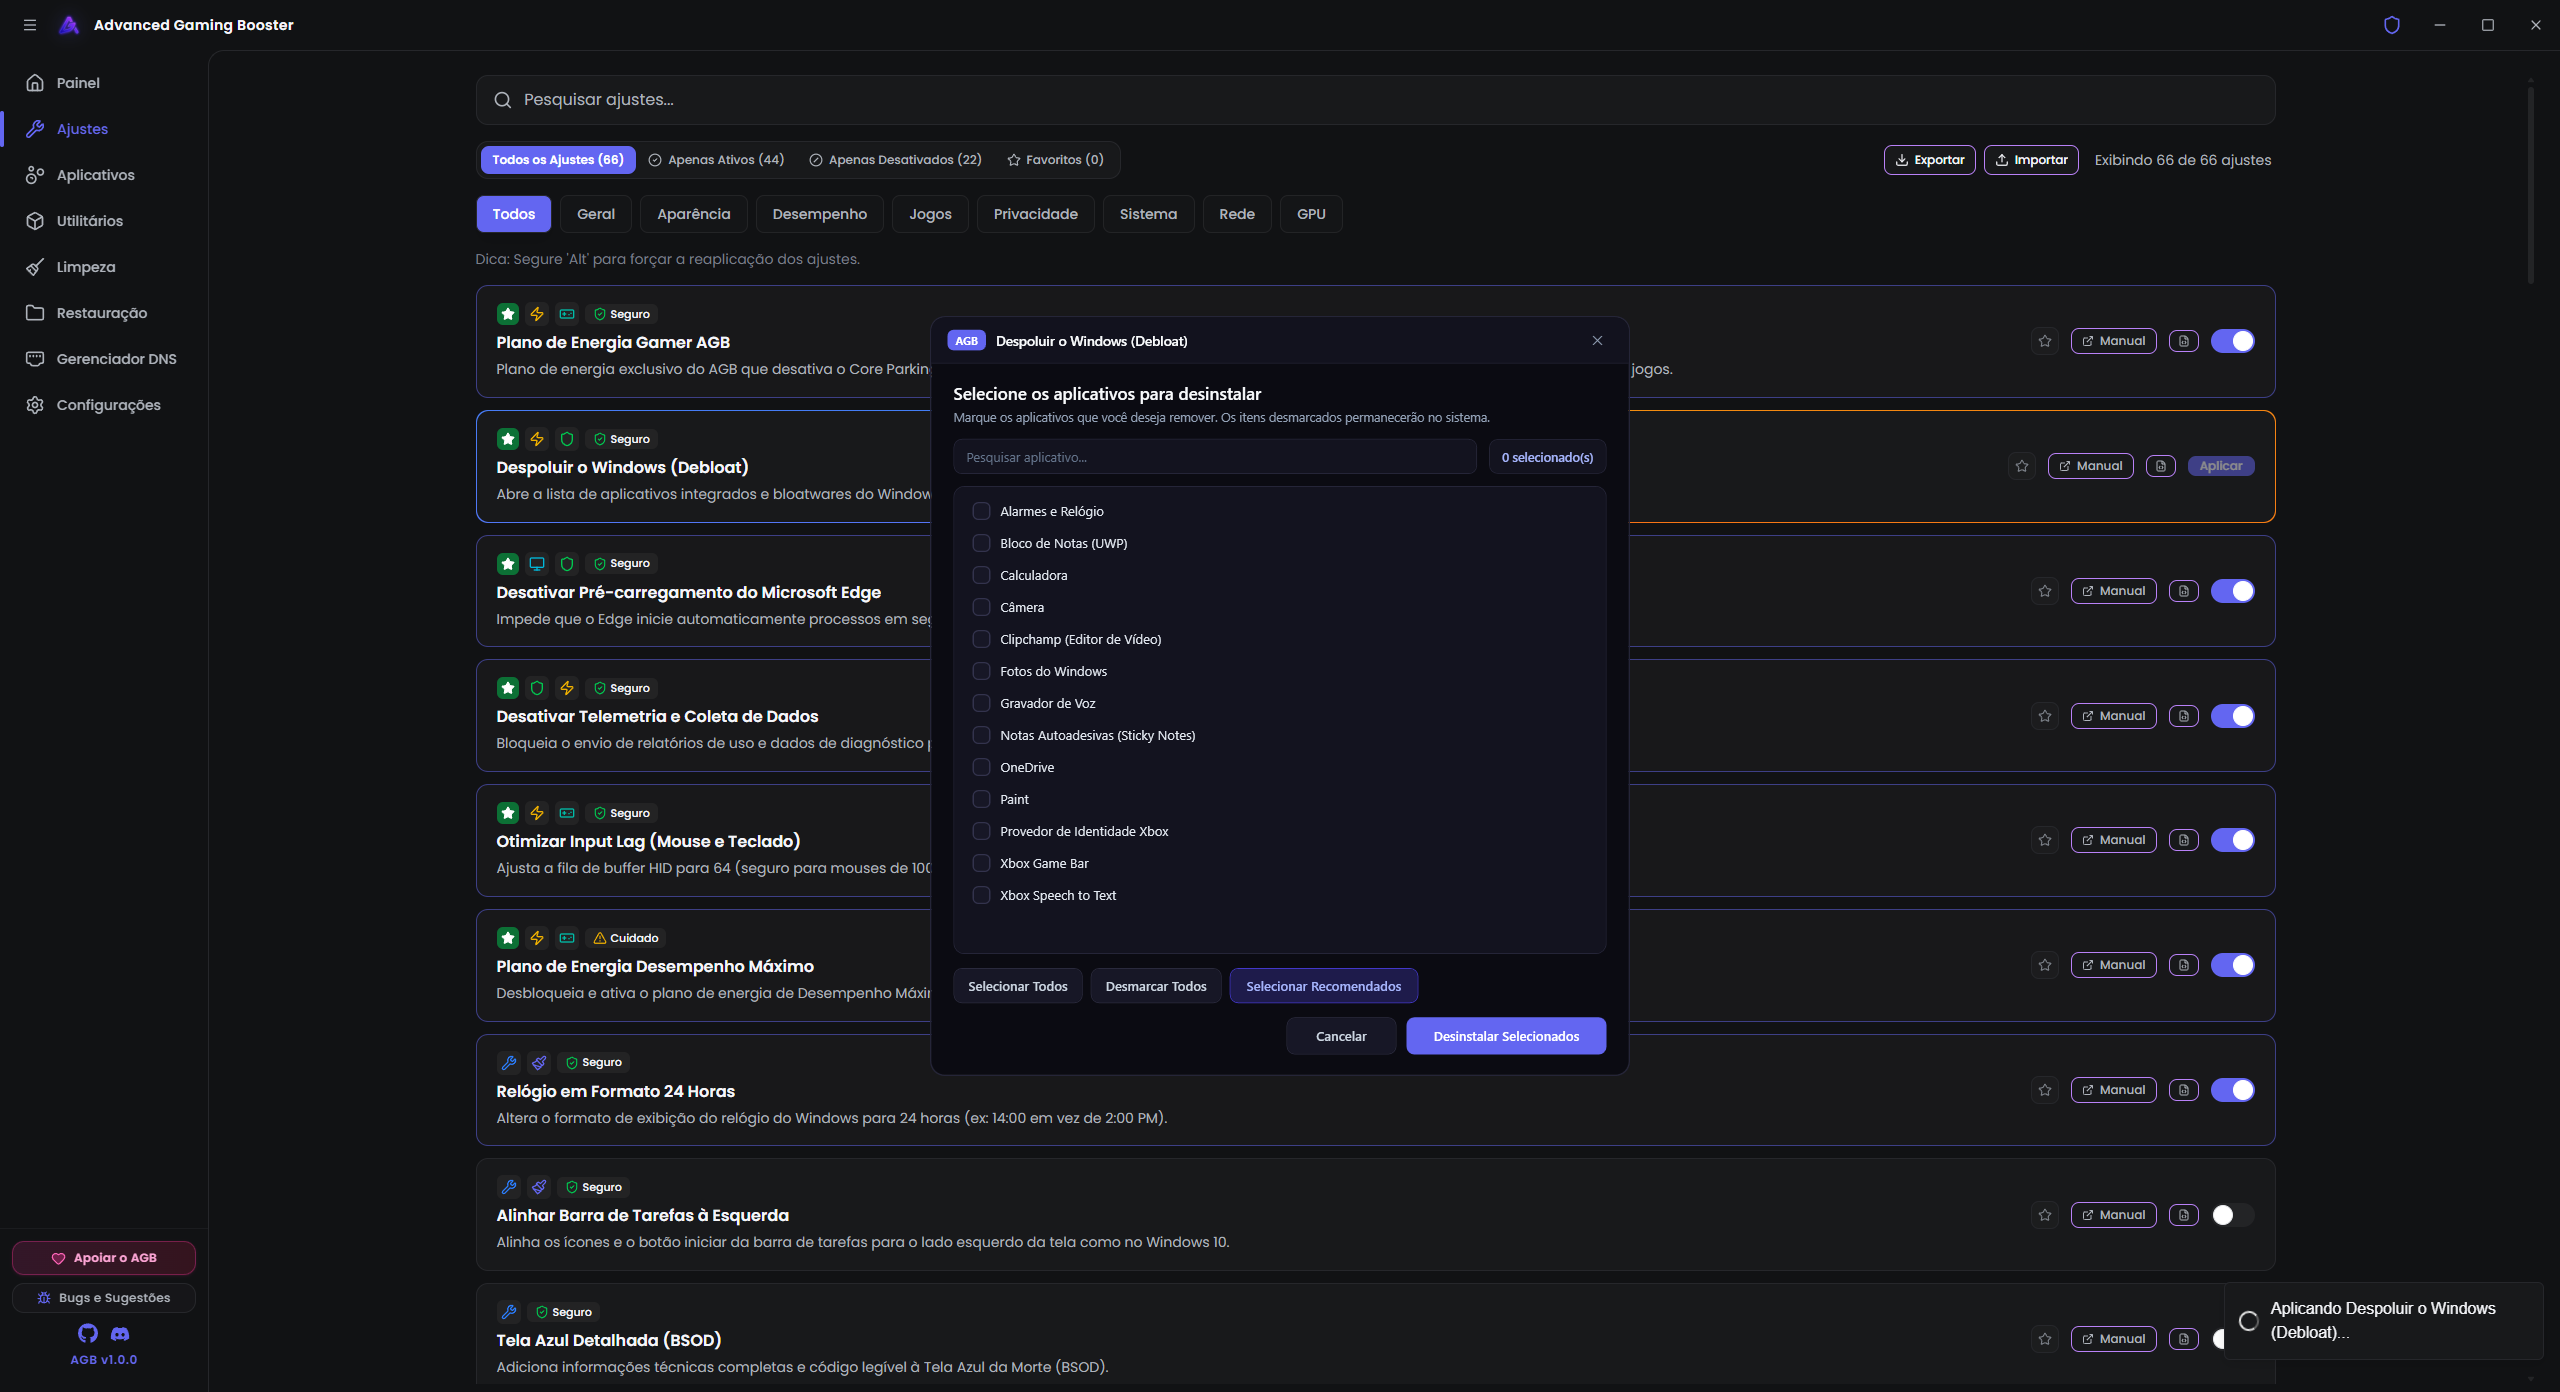 Advanced Gaming Booster
Painel
Ajustes
Aplicativos
Utilitários
Limpeza
Restauração
Gerenciador DNS
Configurações
Apoiar o AGB
Bugs e Sugestões
AGB v1.0.0
Pesquisar ajustes...
Todos os Ajustes (66)
Apenas Ativos (44)
Apenas Desativados (22)
Favoritos (0)
Exportar
Importar
Exibindo 66 de 66 ajustes
Todos
Geral
Aparência
Desempenho
Jogos
Privacidade
Sistema
Rede
GPU
Dica: Segure 'Alt' para forçar a reaplicação dos ajustes.
Seguro
Plano de Energia Gamer AGB
Plano de energia exclusivo do AGB que desativa o Core
jogos.
Manual
Seguro
Despoluir o Windows (Debloat)
Abre a lista de aplicativos integrados e bloatwares do
Manual
Aplicar
Seguro
Desativar Pré-carregamento do Microsoft Edge
Impede que o Edge inicie automaticamente processos em
Manual
Seguro
Desativar Telemetria e Coleta de Dados
Bloqueia o envio de relatórios de uso e dados de diagnóstico
Manual
Seguro
Otimizar Input Lag (Mouse e Teclado)
Ajusta a fila de buffer HID para 64 (seguro para mouses de
Manual
Cuidado
Plano de Energia Desempenho Máximo
Desbloqueia e ativa o plano de energia de Desempenho
Manual
Seguro
Relógio em Formato 24 Horas
Altera o formato de exibição do relógio do Windows para 24 horas (ex: 14:00 em vez de 2:00 PM).
Manual
Seguro
Alinhar Barra de Tarefas à Esquerda
Alinha os ícones e o botão iniciar da barra de tarefas para o lado esquerdo da tela como no Windows 10.
Manual
Seguro
Tela Azul Detalhada (BSOD)
Adiciona informações técnicas completas e código legível à Tela Azul da Morte (BSOD).
Manual
AGB
Despoluir o Windows (Debloat)
Selecione os aplicativos para desinstalar
Marque os aplicativos que você deseja remover. Os itens desmarcados permanecerão no sistema.
Pesquisar aplicativo...
0 selecionado(s)
Alarmes e Relógio
Bloco de Notas (UWP)
Calculadora
Câmera
Clipchamp (Editor de Vídeo)
Fotos do Windows
Gravador de Voz
Notas Autoadesivas (Sticky Notes)
OneDrive
Paint
Provedor de Identidade Xbox
Xbox Game Bar
Xbox Speech to Text
Selecionar Todos
Desmarcar Todos
Selecionar Recomendados
Cancelar
Desinstalar Selecionados
Aplicando Despoluir o Windows
(Debloat)...